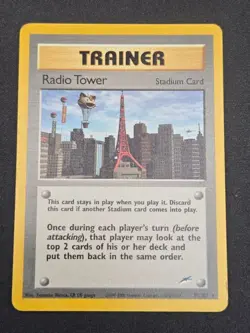 TRAINER
Radio Tower
Stadium Card
This card stays in play when you play it. Discard
this card if another Stadium card comes into play.
Once during each player's turn (before
attacking), that player may look at the
top 2 cards of his or her deck and
put them back in the same order.